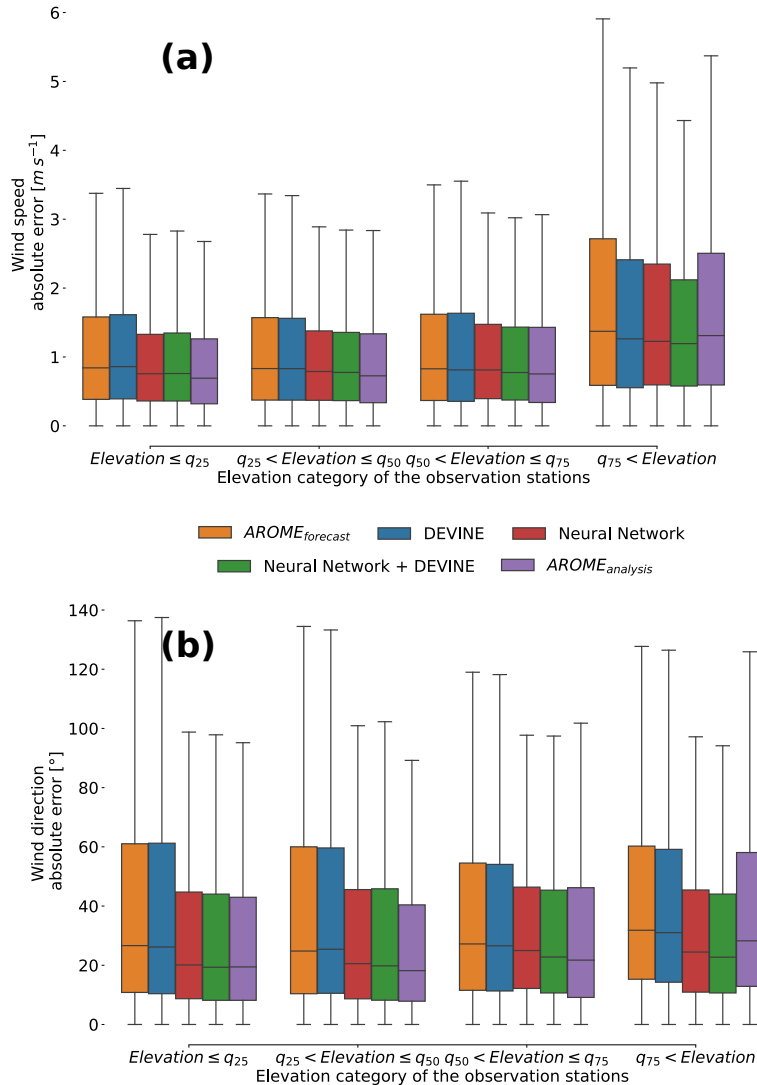 6
(a)
5
4
3
2
1
0
Wind speed
absolute error [m s⁻¹]
Elevation ≤ q₂₅ q₂₅ < Elevation ≤ q₅₀ q₅₀ < Elevation ≤ q₇₅ q₇₅ < Elevation
Elevation category of the observation stations
AROME_forecast DEVINE Neural Network
Neural Network + DEVINE AROME_analysis
140
(b)
120
100
80
60
40
20
0
Wind direction
absolute error [°]
Elevation ≤ q₂₅ q₂₅ < Elevation ≤ q₅₀ q₅₀ < Elevation ≤ q₇₅ q₇₅ < Elevation
Elevation category of the observation stations